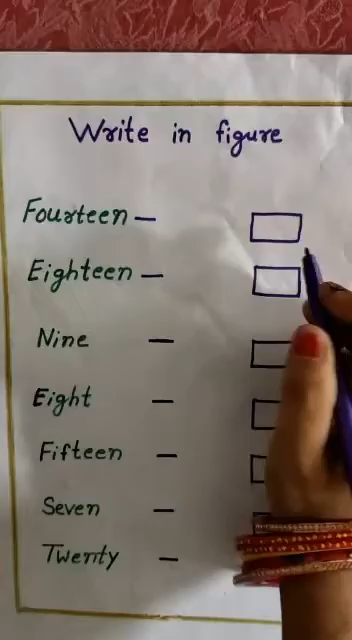 Write in figure
Fourteen —
Eighteen —
Nine —
Eight —
Fifteen —
Seven —
Twenty —